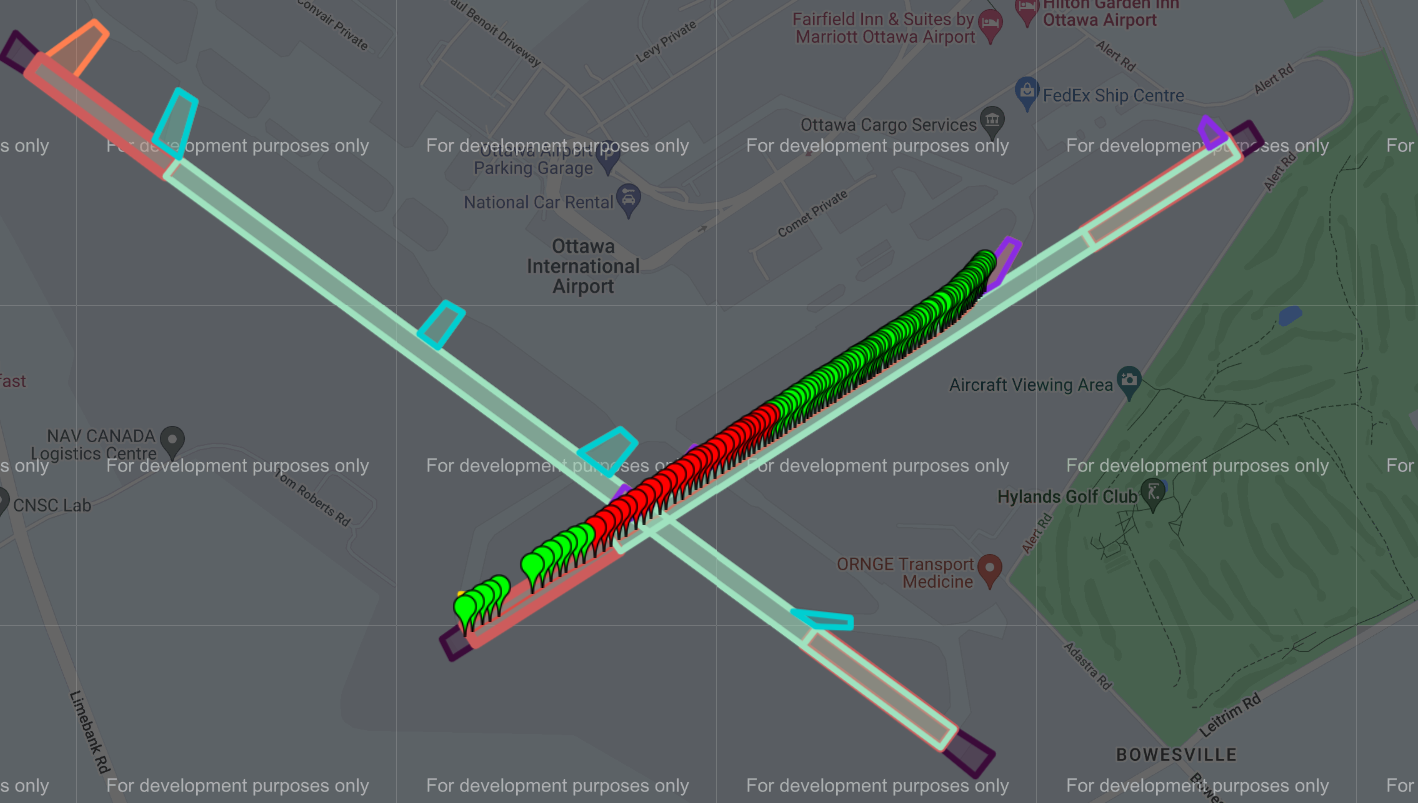 Convair Private
Paul Benoit Driveway
Levy Private
Fairfield Inn & Suites by
Marriott Ottawa Airport
Hilton Garden Inn
Ottawa Airport
Alert Rd
Alert Rd
FedEx Ship Centre
Ottawa Cargo Services
s only
For development purposes only
For development purposes only
For development purposes only
For development purposes only
For
Ottawa Airport
Parking Garage
National Car Rental
Alert Rd
Comet Private
Ottawa
International
Airport
fast
Aircraft Viewing Area
NAV CANADA
Logistics Centre
s only
For development purposes only
For development purposes only
For development purposes only
For development purposes only
For
Tom Roberts Rd
CNSC Lab
Hylands Golf Club
Alert Rd
ORNGE Transport
Medicine
Adastra Rd
Limebank Rd
Leitrim Rd
BOWESVILLE
s only
For development purposes only
For development purposes only
For development purposes only
For development purposes only
For